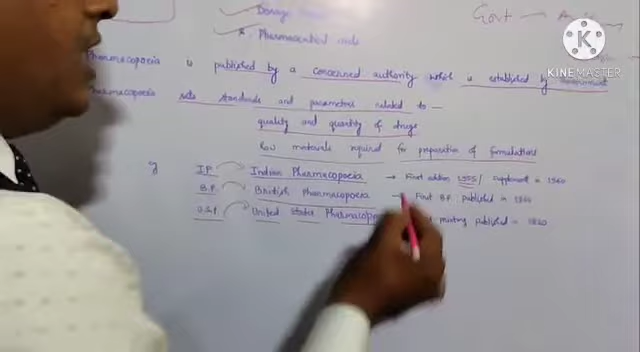 Dosage
* Pharmaceutical aids
Govt —
KINEMASTER
Pharmacopoeia is published by a concerned authority which is established by Government
Pharmacopoeia sets standards and parameters related to —
quality and quantity of drugs
Raw materials required for preparation of formulations
I.P. → Indian Pharmacopoeia → First edition 1955/ supplement in 1960
B.P. → British Pharmacopoeia → First B.P. published in
U.S.P. → United States printing published in 1820